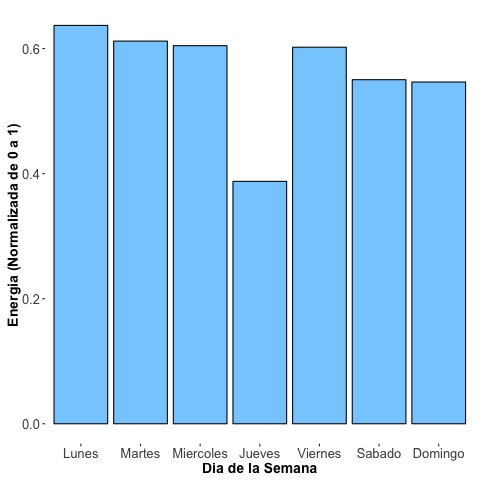 Energia (Normalizada de 0 a 1)
0.6
0.4
0.2
0.0
Lunes Martes Miercoles Jueves Viernes Sabado Domingo
Dia de la Semana